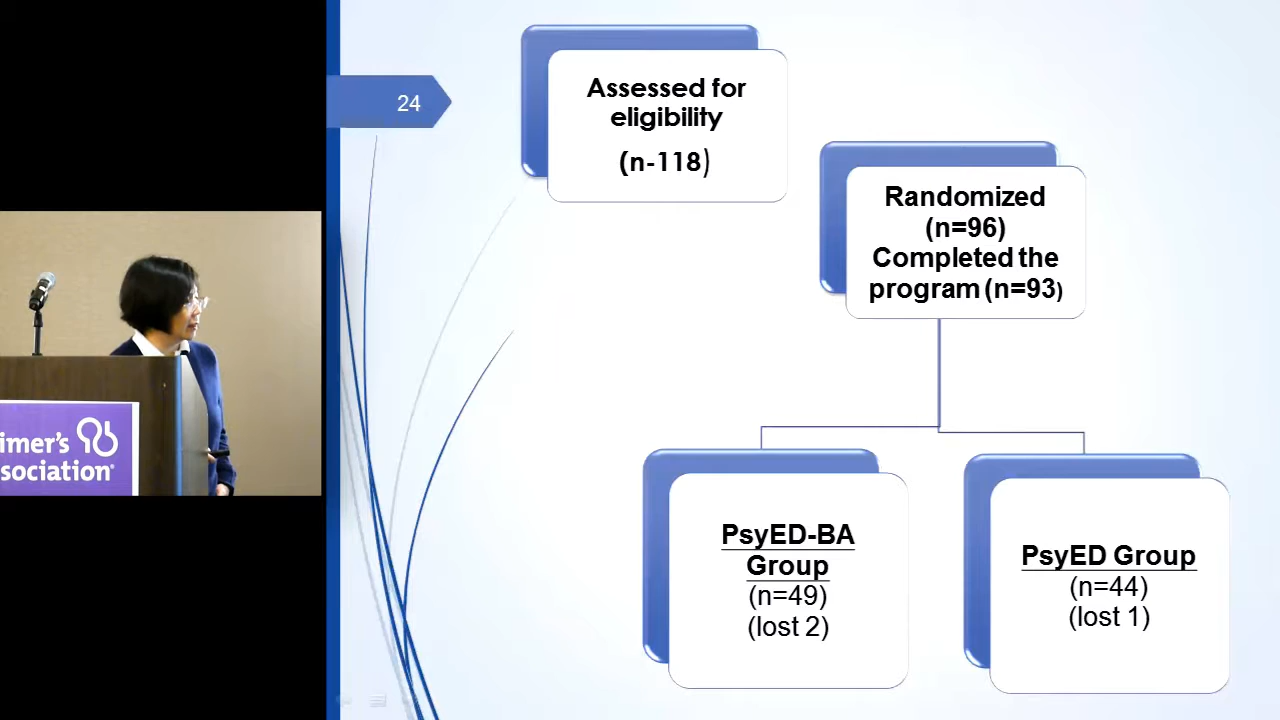 24
Assessed for
eligibility
(n-118)
Randomized
(n=96)
Completed the
program (n=93)
PsyED-BA
Group
(n=49)
(lost 2)
PsyED Group
(n=44)
(lost 1)
imer's
sociation®